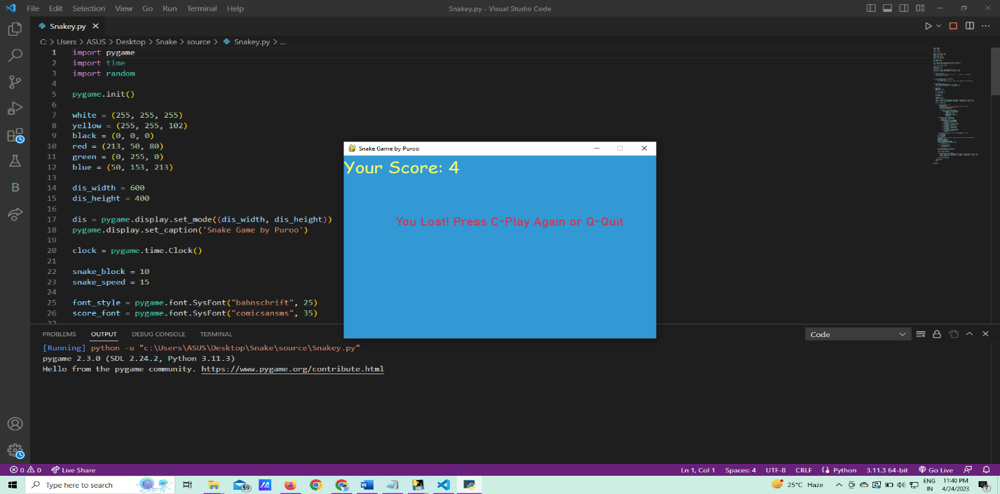 File Edit Selection View Go Run Terminal Help
Snakey.py - Visual Studio Code
Snakey.py
C: > Users > ASUS > Desktop > Snake > source > Snakey.py > ...
1 import pygame
2 import time
3 import random
4
5 pygame.init()
6
7 white = (255, 255, 255)
8 yellow = (255, 255, 102)
9 black = (0, 0, 0)
10 red = (213, 50, 80)
11 green = (0, 255, 0)
12 blue = (50, 153, 213)
13
14 dis_width = 600
15 dis_height = 400
16
17 dis = pygame.display.set_mode((dis_width, dis_height))
18 pygame.display.set_caption('Snake Game by Puroo')
19
20 clock = pygame.time.Clock()
21
22 snake_block = 10
23 snake_speed = 15
24
25 font_style = pygame.font.SysFont("bahnschrift", 25)
26 score_font = pygame.font.SysFont("comicsansms", 35)
27
Snake Game by Puroo
Your Score: 4
You Lost! Press C-Play Again or Q-Quit
PROBLEMS OUTPUT DEBUG CONSOLE TERMINAL
Code
[Running] python -u "c:\Users\ASUS\Desktop\Snake\source\Snakey.py"
pygame 2.3.0 (SDL 2.24.2, Python 3.11.3)
Hello from the pygame community. https://www.pygame.org/contribute.html
0 0 Live Share
Ln 1, Col 1 Spaces: 4 UTF-8 CRLF Python 3.11.3 64-bit Go Live
Type here to search
59
25°C Haze
ENG
IN
11:40 PM
4/24/2023
7